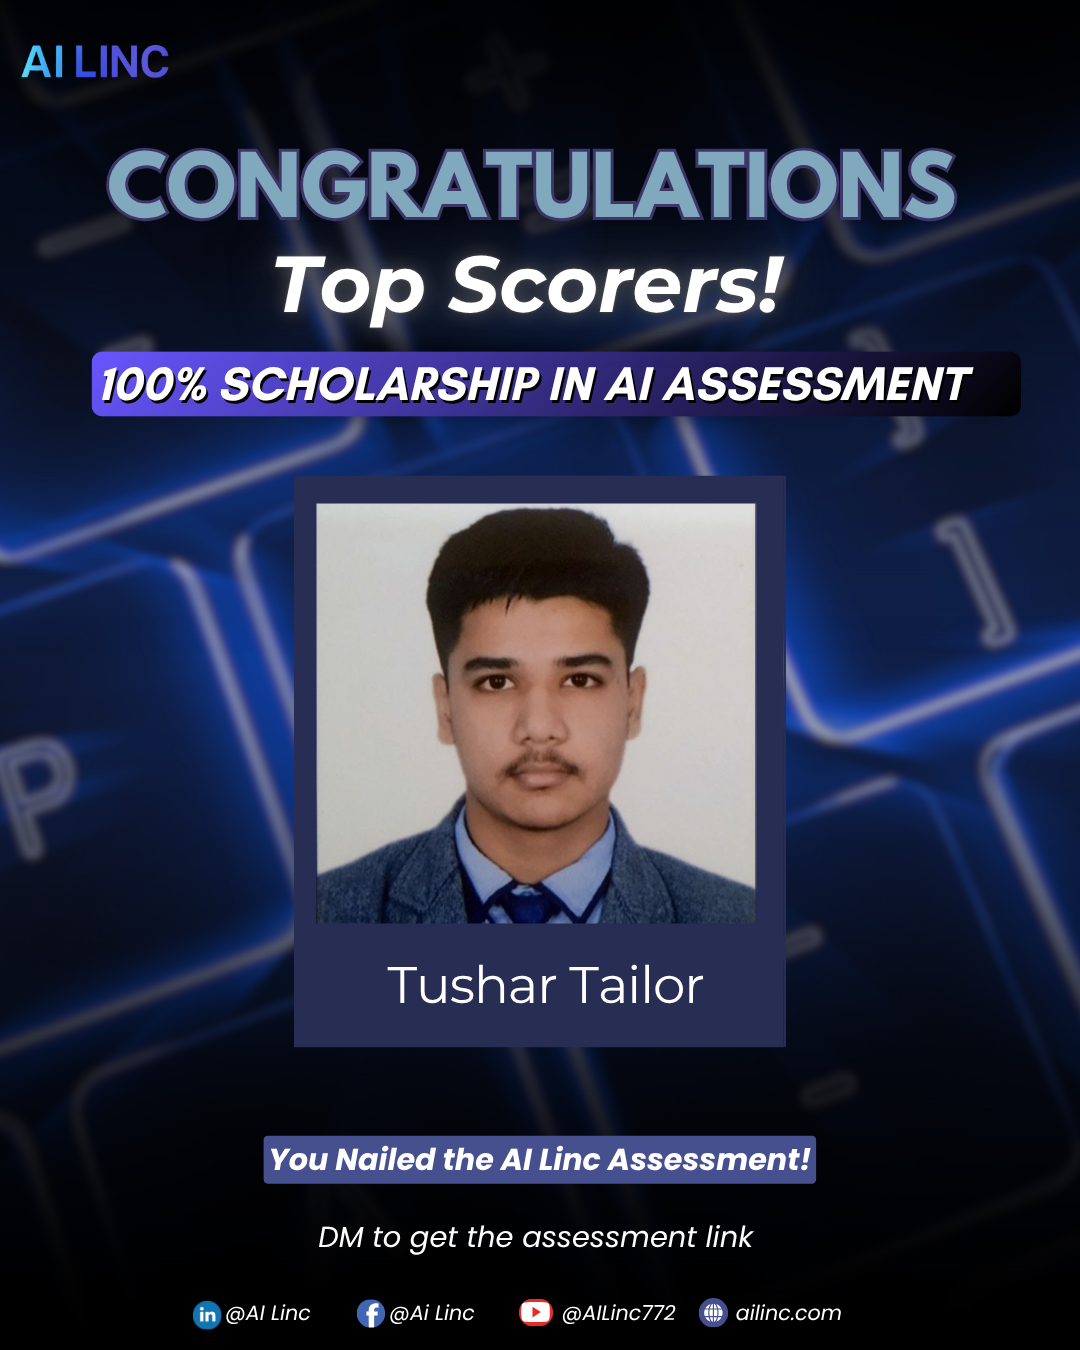 AI LINC
CONGRATULATIONS
Top Scorers!
100% SCHOLARSHIP IN AI ASSESSMENT
P
Tushar Tailor
You Nailed the AI Linc Assessment!
DM to get the assessment link
@AI Linc @Ai Linc @AILinc772 ailinc.com